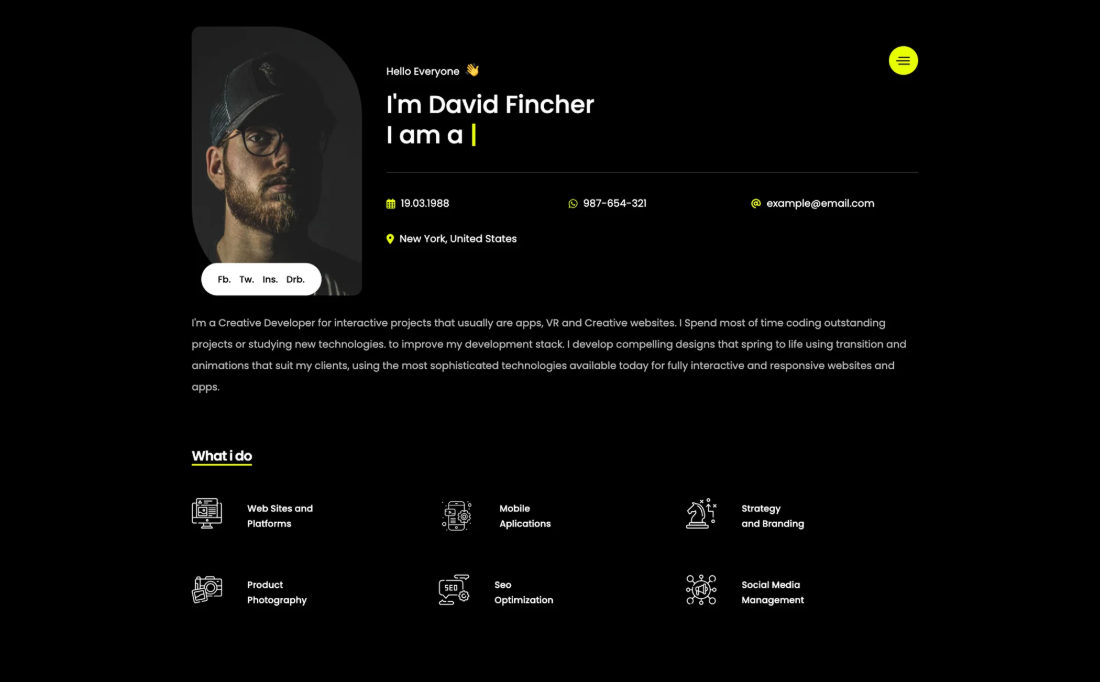 Hello Everyone 👋
I'm David Fincher
I am a |
19.03.1988
987-654-321
example@email.com
New York, United States
Fb. Tw. Ins. Drb.
I'm a Creative Developer for interactive projects that usually are apps, VR and Creative websites. I Spend most of time coding outstanding
projects or studying new technologies. to improve my development stack. I develop compelling designs that spring to life using transition and
animations that suit my clients, using the most sophisticated technologies available today for fully interactive and responsive websites and
apps.
What i do
Web Sites and
Platforms
Mobile
Aplications
Strategy
and Branding
Product
Photography
SEO
Seo
Optimization
Social Media
Management